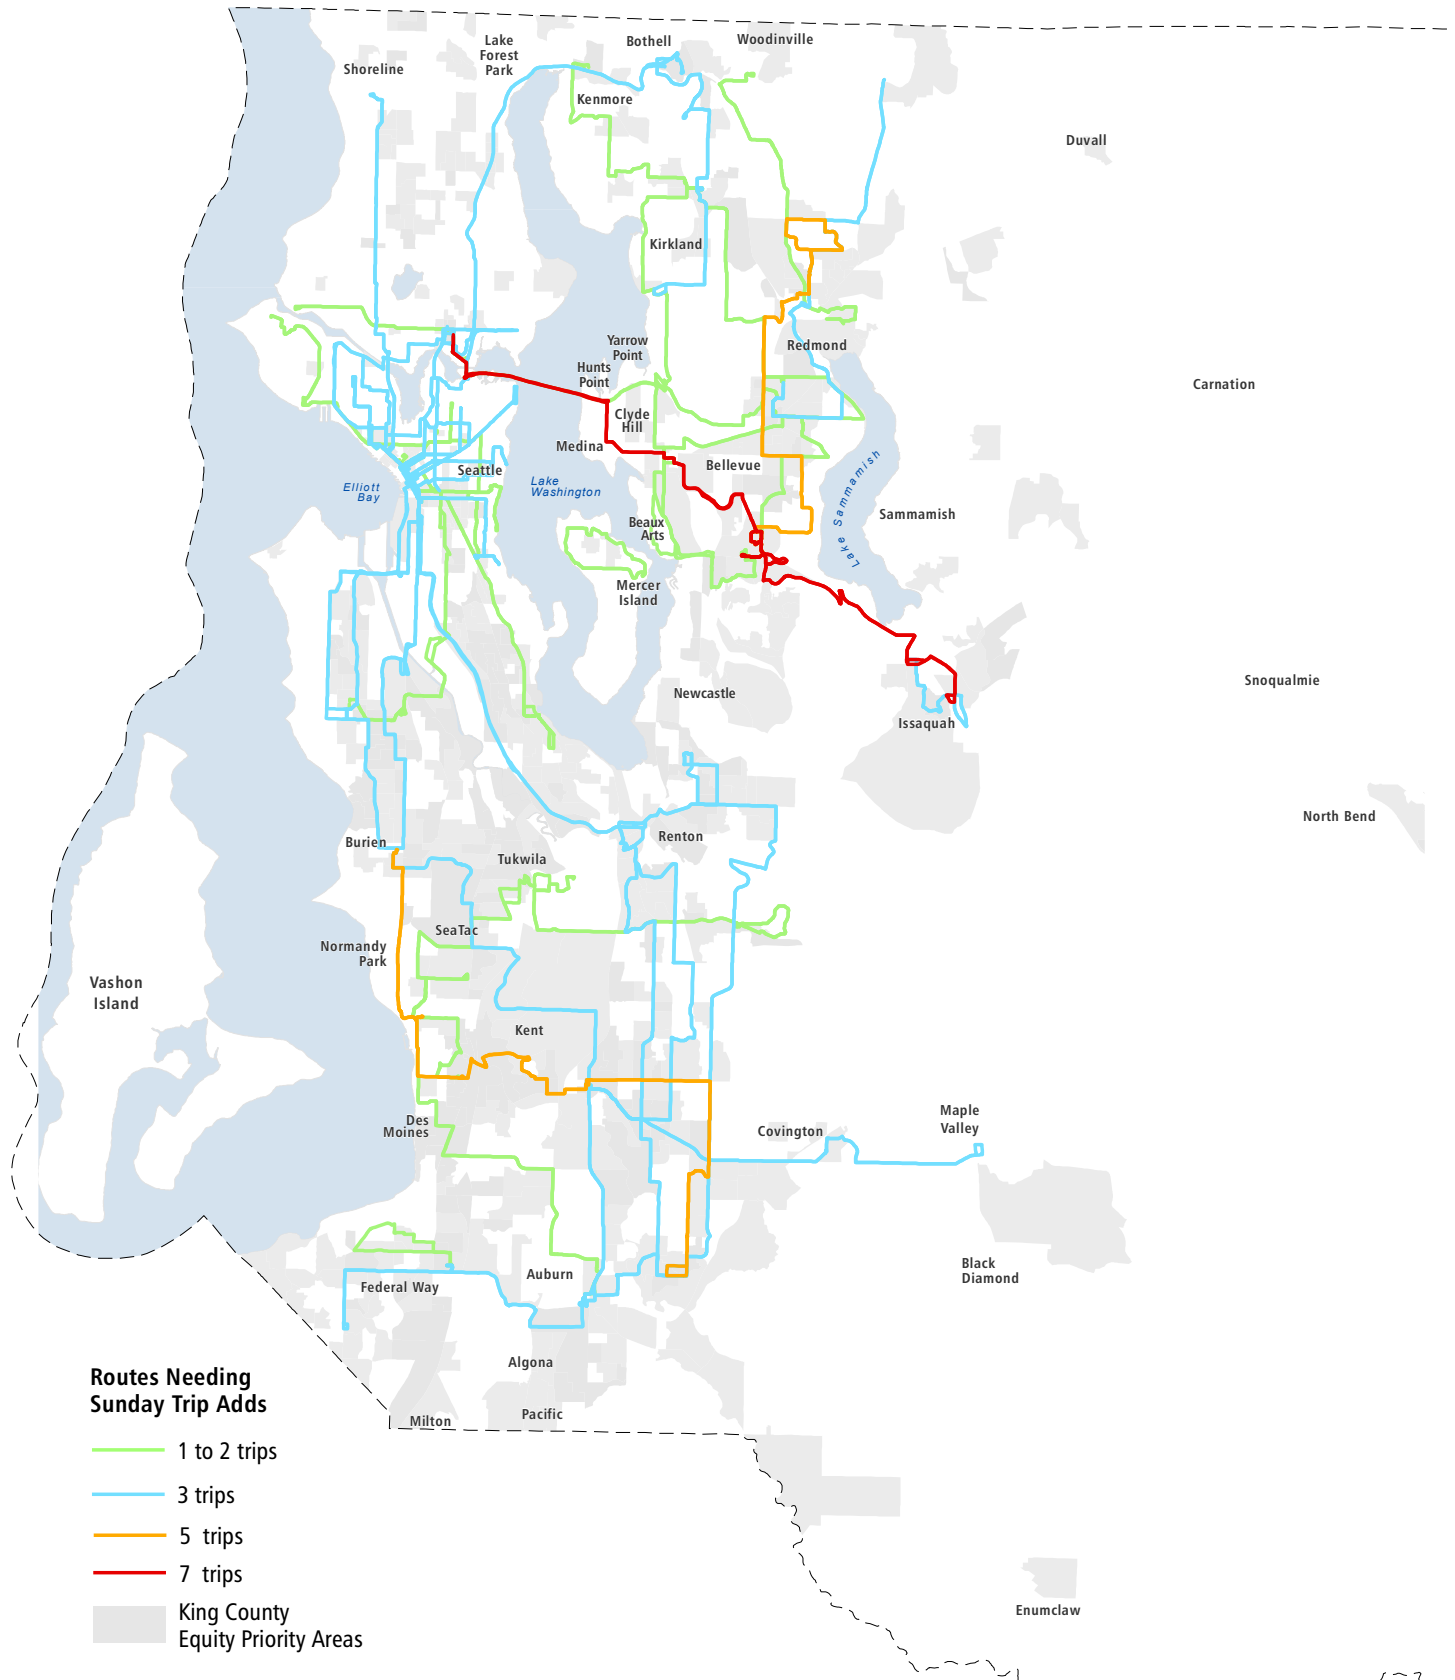 Lake
Forest
Park
Bothell
Woodinville
Shoreline
Kenmore
Duvall
Kirkland
Yarrow
Point
Redmond
Hunts
Point
Carnation
Clyde
Hill
Medina
Bellevue
Seattle
Elliott
Bay
Lake
Washington
Lake Sammamish
Sammamish
Beaux
Arts
Mercer
Island
Newcastle
Snoqualmie
Issaquah
North Bend
Burien
Renton
Tukwila
SeaTac
Normandy
Park
Vashon
Island
Kent
Des
Moines
Covington
Maple
Valley
Black
Diamond
Auburn
Federal Way
Algona
Pacific
Milton
Enumclaw
Routes Needing
Sunday Trip Adds
1 to 2 trips
3 trips
5 trips
7 trips
King County
Equity Priority Areas